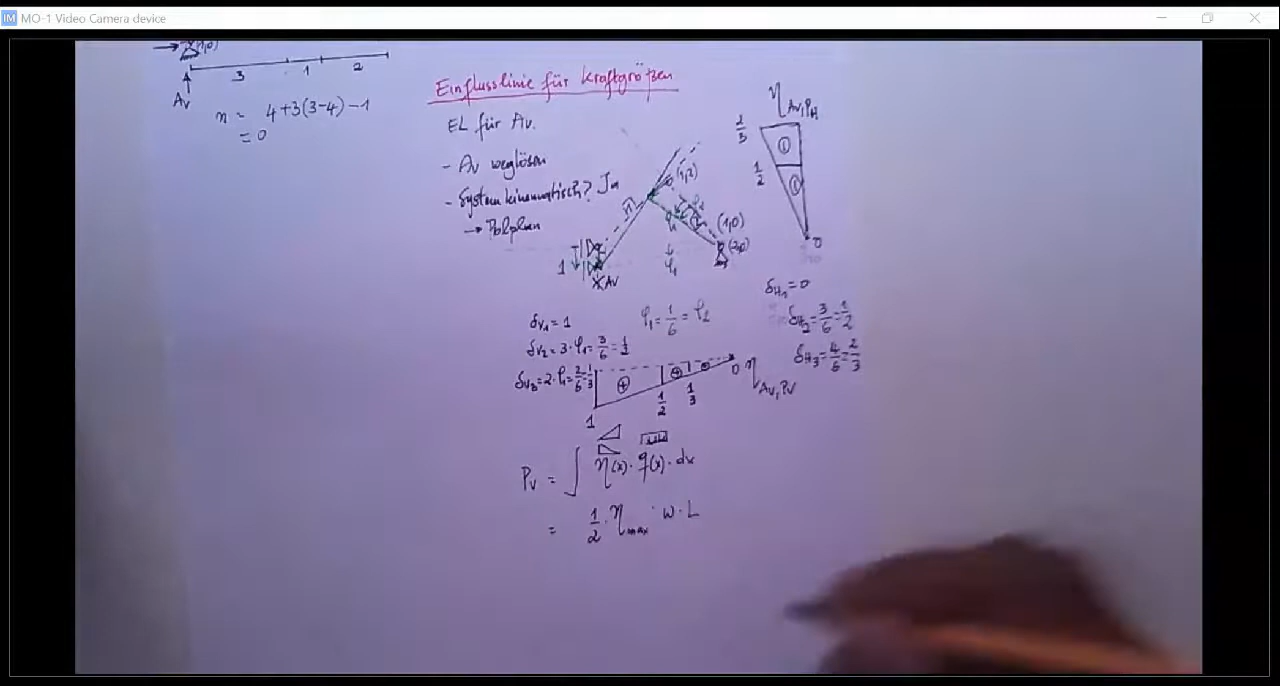 MO-1 Video Camera device
(1,0)
A
3
1
2
Av
n = 4+3(3-4)-1
= 0
Einflusslinie für Kraftgrößen
EL für Av.
- Av weglösen
- System kinematisch? Ja
→ Polplan
(1,2)
(1,0)
(2,0)
1
Av
φ₁
η Av,PH
2/3
1/2
0
δv₁ = 1
δv₂ = 3·φ₁ = 3/6 = 1/2
δv₃ = 2·φ₁ = 2/6 = 1/3
φ₁ = 1/6 = φ₂
δH₁ = 0
δH₂ = 3/6 = 1/2
δH₃ = 4/6 = 2/3
1
1/2
1/3
0
η Av,Pv
Pv = ∫ η(x) · q(x) · dx
= 1/2 · ηmax · w · L